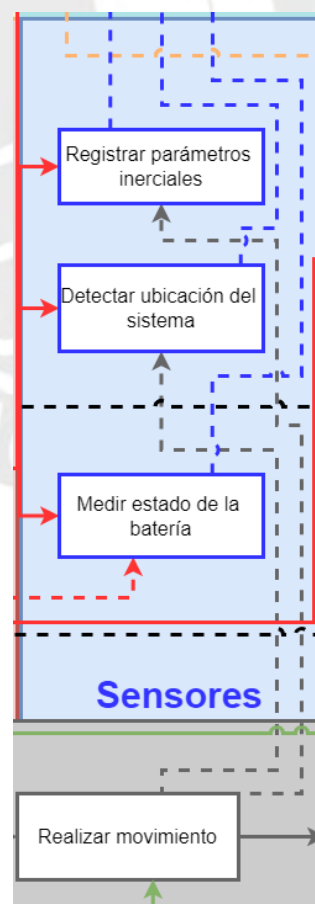 Registrar parámetros
inerciales
Detectar ubicación del
sistema
Medir estado de la
batería
Sensores
Realizar movimiento